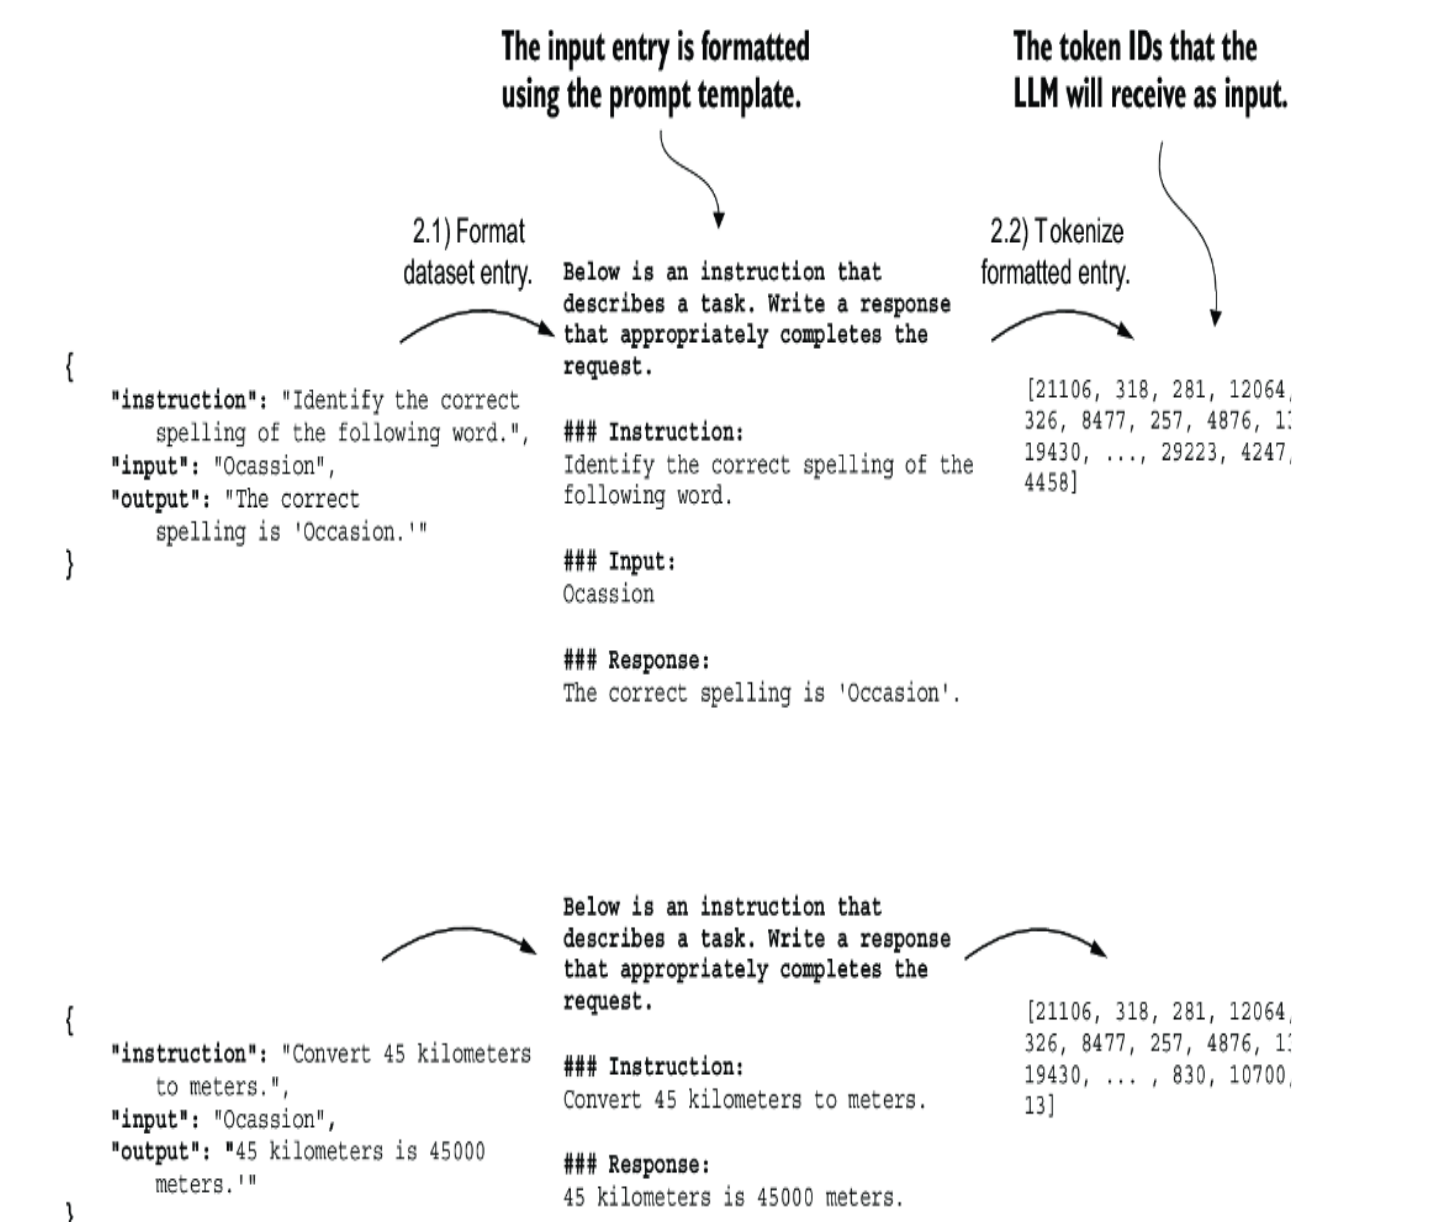 The input entry is formatted
using the prompt template.
The token IDs that the
LLM will receive as input.
2.1) Format
dataset entry.
2.2) Tokenize
formatted entry.
{
"instruction": "Identify the correct
spelling of the following word.",
"input": "Ocassion",
"output": "The correct
spelling is 'Occasion.'"
}
Below is an instruction that
describes a task. Write a response
that appropriately completes the
request.
### Instruction:
Identify the correct spelling of the
following word.
### Input:
Ocassion
### Response:
The correct spelling is 'Occasion'.
[21106, 318, 281, 12064,
326, 8477, 257, 4876,
19430, ..., 29223, 4247,
4458]
{
"instruction": "Convert 45 kilometers
to meters.",
"input": "Ocassion",
"output": "45 kilometers is 45000
meters.'"
}
Below is an instruction that
describes a task. Write a response
that appropriately completes the
request.
### Instruction:
Convert 45 kilometers to meters.
### Response:
45 kilometers is 45000 meters.
[21106, 318, 281, 12064,
326, 8477, 257, 4876,
19430, ... , 830, 10700,
13]